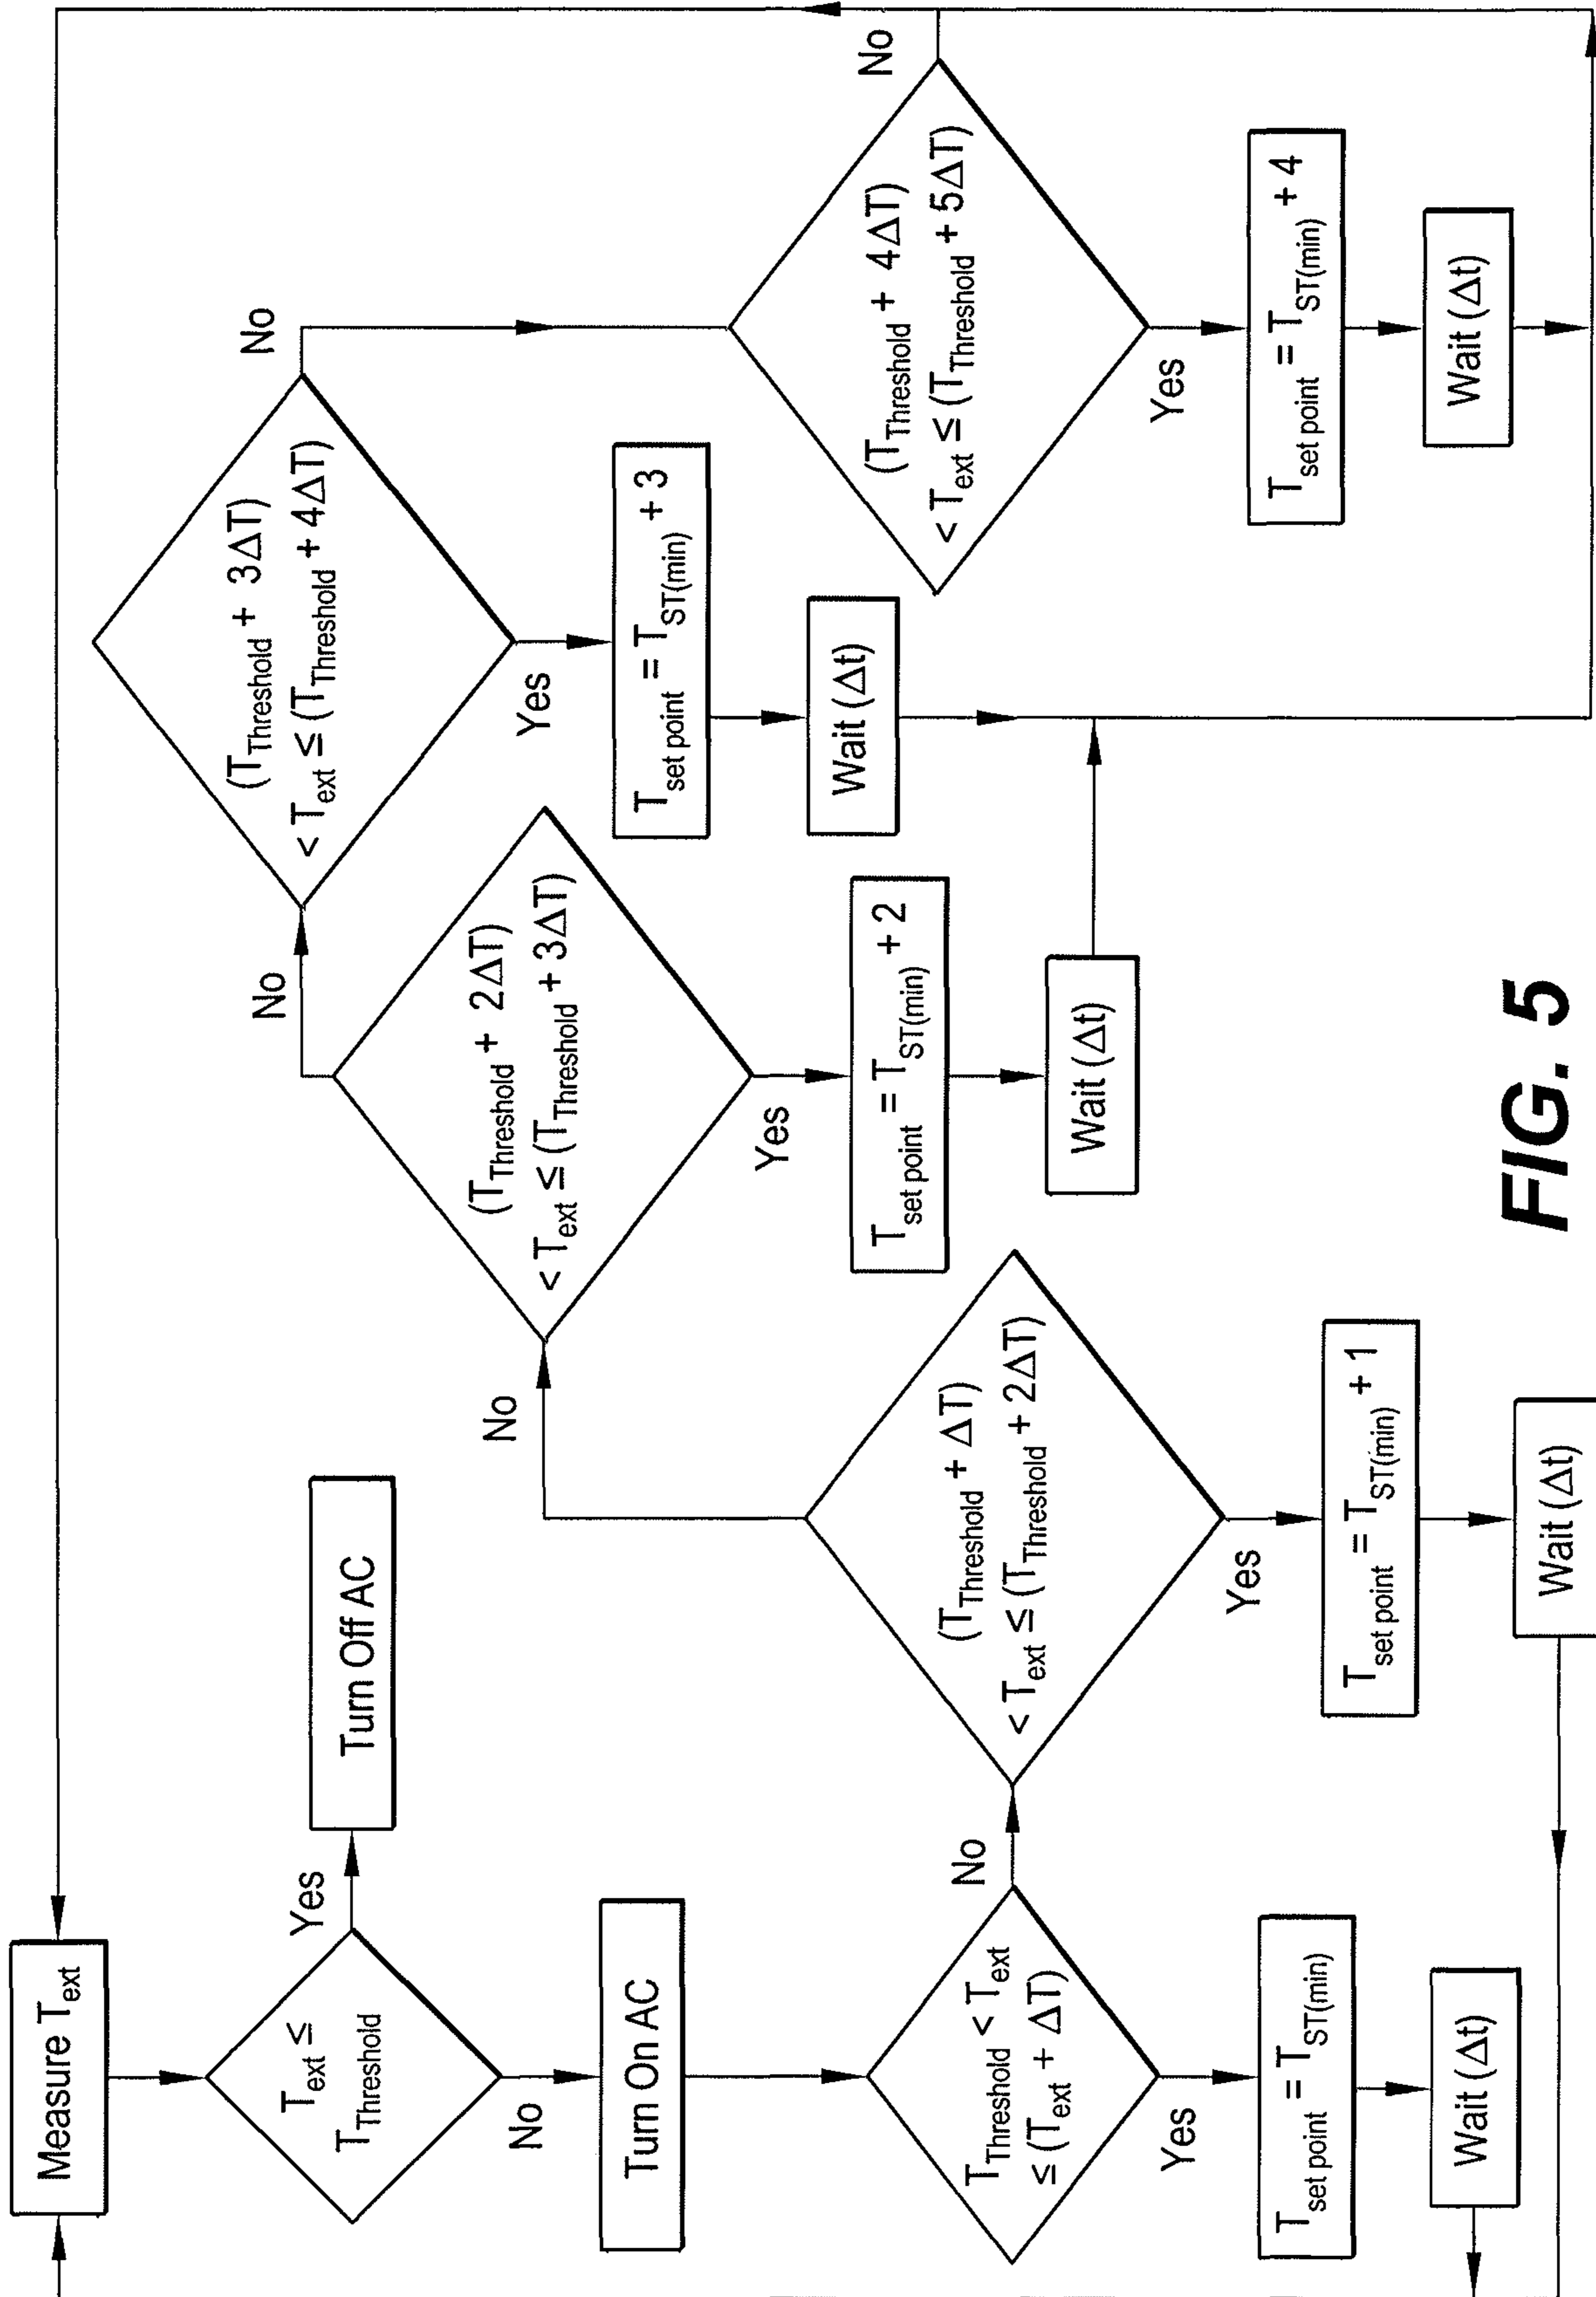 Measure T_ext
T_ext ≤
T_Threshold
Yes
Turn Off AC
No
Turn On AC
T_Threshold < T_ext
≤ (T_ext + ΔT)
Yes
T_set point = T_ST(min)
Wait (Δt)
No
(T_Threshold + ΔT)
< T_ext ≤ (T_Threshold + 2ΔT)
Yes
T_set point = T_ST(min) + 1
Wait (Δt)
No
(T_Threshold + 2ΔT)
< T_ext ≤ (T_Threshold + 3ΔT)
Yes
T_set point = T_ST(min) + 2
Wait (Δt)
No
(T_Threshold + 3ΔT)
< T_ext ≤ (T_Threshold + 4ΔT)
Yes
T_set point = T_ST(min) + 3
Wait (Δt)
No
(T_Threshold + 4ΔT)
< T_ext ≤ (T_Threshold + 5ΔT)
No
Yes
T_set point = T_ST(min) + 4
Wait (Δt)
FIG. 5